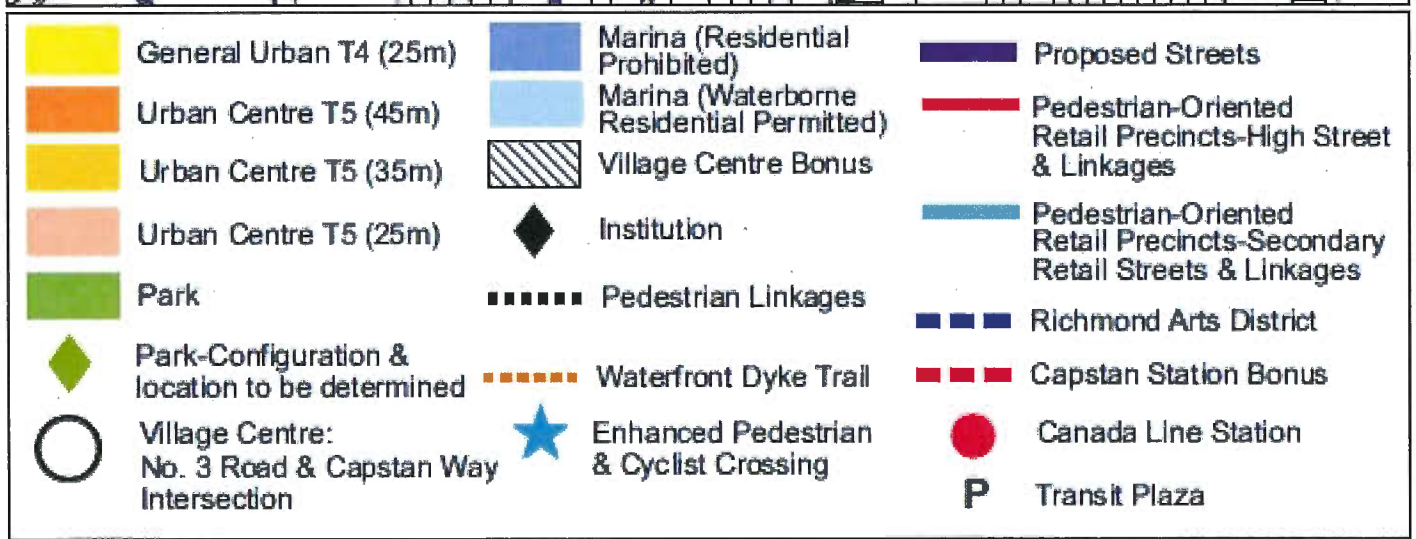 General Urban T4 (25m)
Urban Centre T5 (45m)
Urban Centre T5 (35m)
Urban Centre T5 (25m)
Park
Park-Configuration &
location to be determined
Village Centre:
No. 3 Road & Capstan Way
Intersection
Marina (Residential
Prohibited)
Marina (Waterborne
Residential Permitted)
Village Centre Bonus
Institution
Pedestrian Linkages
Waterfront Dyke Trail
Enhanced Pedestrian
& Cyclist Crossing
Proposed Streets
Pedestrian-Oriented
Retail Precincts-High Street
& Linkages
Pedestrian-Oriented
Retail Precincts-Secondary
Retail Streets & Linkages
Richmond Arts District
Capstan Station Bonus
Canada Line Station
P Transit Plaza